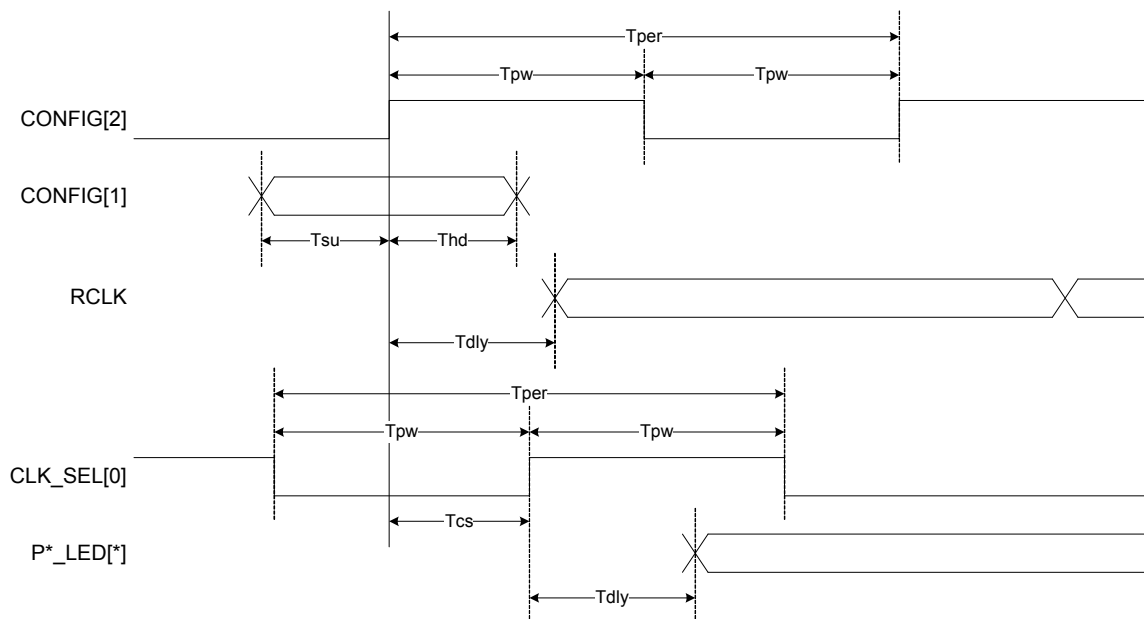 Tper
Tpw Tpw
CONFIG[2]
CONFIG[1]
Tsu Thd
RCLK
Tdly
Tper
Tpw Tpw
CLK_SEL[0]
Tcs
P*_LED[*]
Tdly